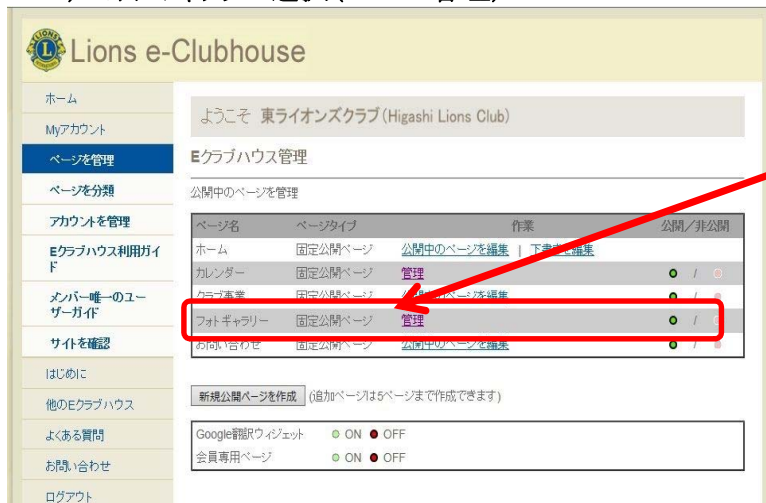 Lions e-Clubhouse
ホーム
Myアカウント
ページを管理
ページを分類
アカウントを管理
Eクラブハウス利用ガイ
ド
メンバー唯一のユー
ザーガイド
サイトを確認
はじめに
他のEクラブハウス
よくある質問
お問い合わせ
ログアウト
ようこそ 東ライオンズクラブ(Higashi Lions Club)
Eクラブハウス管理
公開中のページを管理
ページ名 ページタイプ 作業 公開/非公開
ホーム 固定公開ページ 公開中のページを編集 | 下書きを編集
カレンダー 固定公開ページ 管理 /
クラブ事業 固定公開ページ 公開中のページを編集 /
フォトギャラリー 固定公開ページ 管理 /
お問い合わせ 固定公開ページ 公開中のページを編集 /
新規公開ページを作成 (追加ページは5ページまで作成できます)
Google翻訳ウィジェット ON OFF
会員専用ページ ON OFF